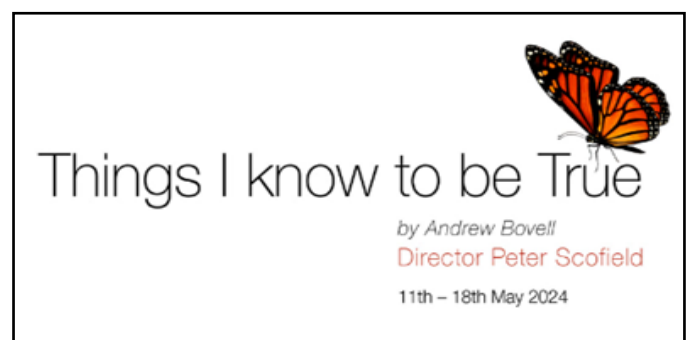 Things I know to be True
by Andrew Bovell
Director Peter Scofield
11th – 18th May 2024